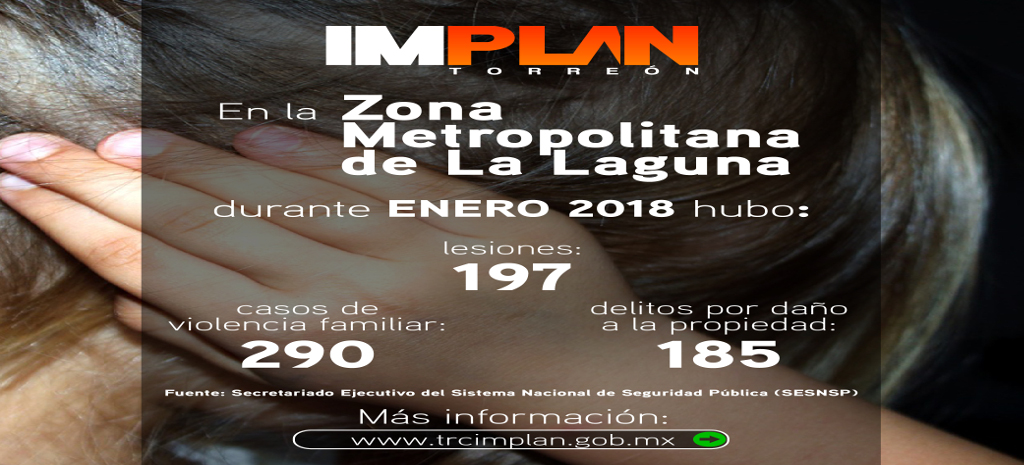 IMPLAN
TORREÓN
En la Zona
Metropolitana
de La Laguna
durante ENERO 2018 hubo:
lesiones:
197
casos de
violencia familiar:
290
delitos por daño
a la propiedad:
185
Fuente: Secretariado Ejecutivo del Sistema Nacional de Seguridad Pública (SESNSP)
Más información:
www.trcimplan.gob.mx